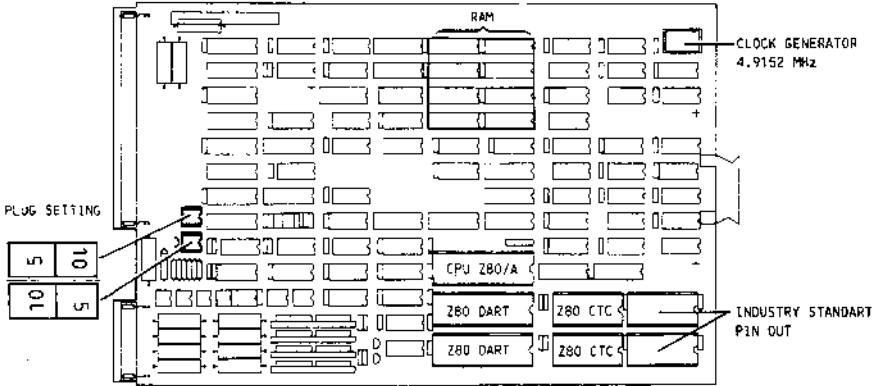 RAM
CLOCK GENERATOR
4.9152 MHz
PLUG SETTING
5 10
10 5
CPU Z80/A
Z80 DART
Z80 CTC
INDUSTRY STANDART
PIN OUT
Z80 DART
Z80 CTC